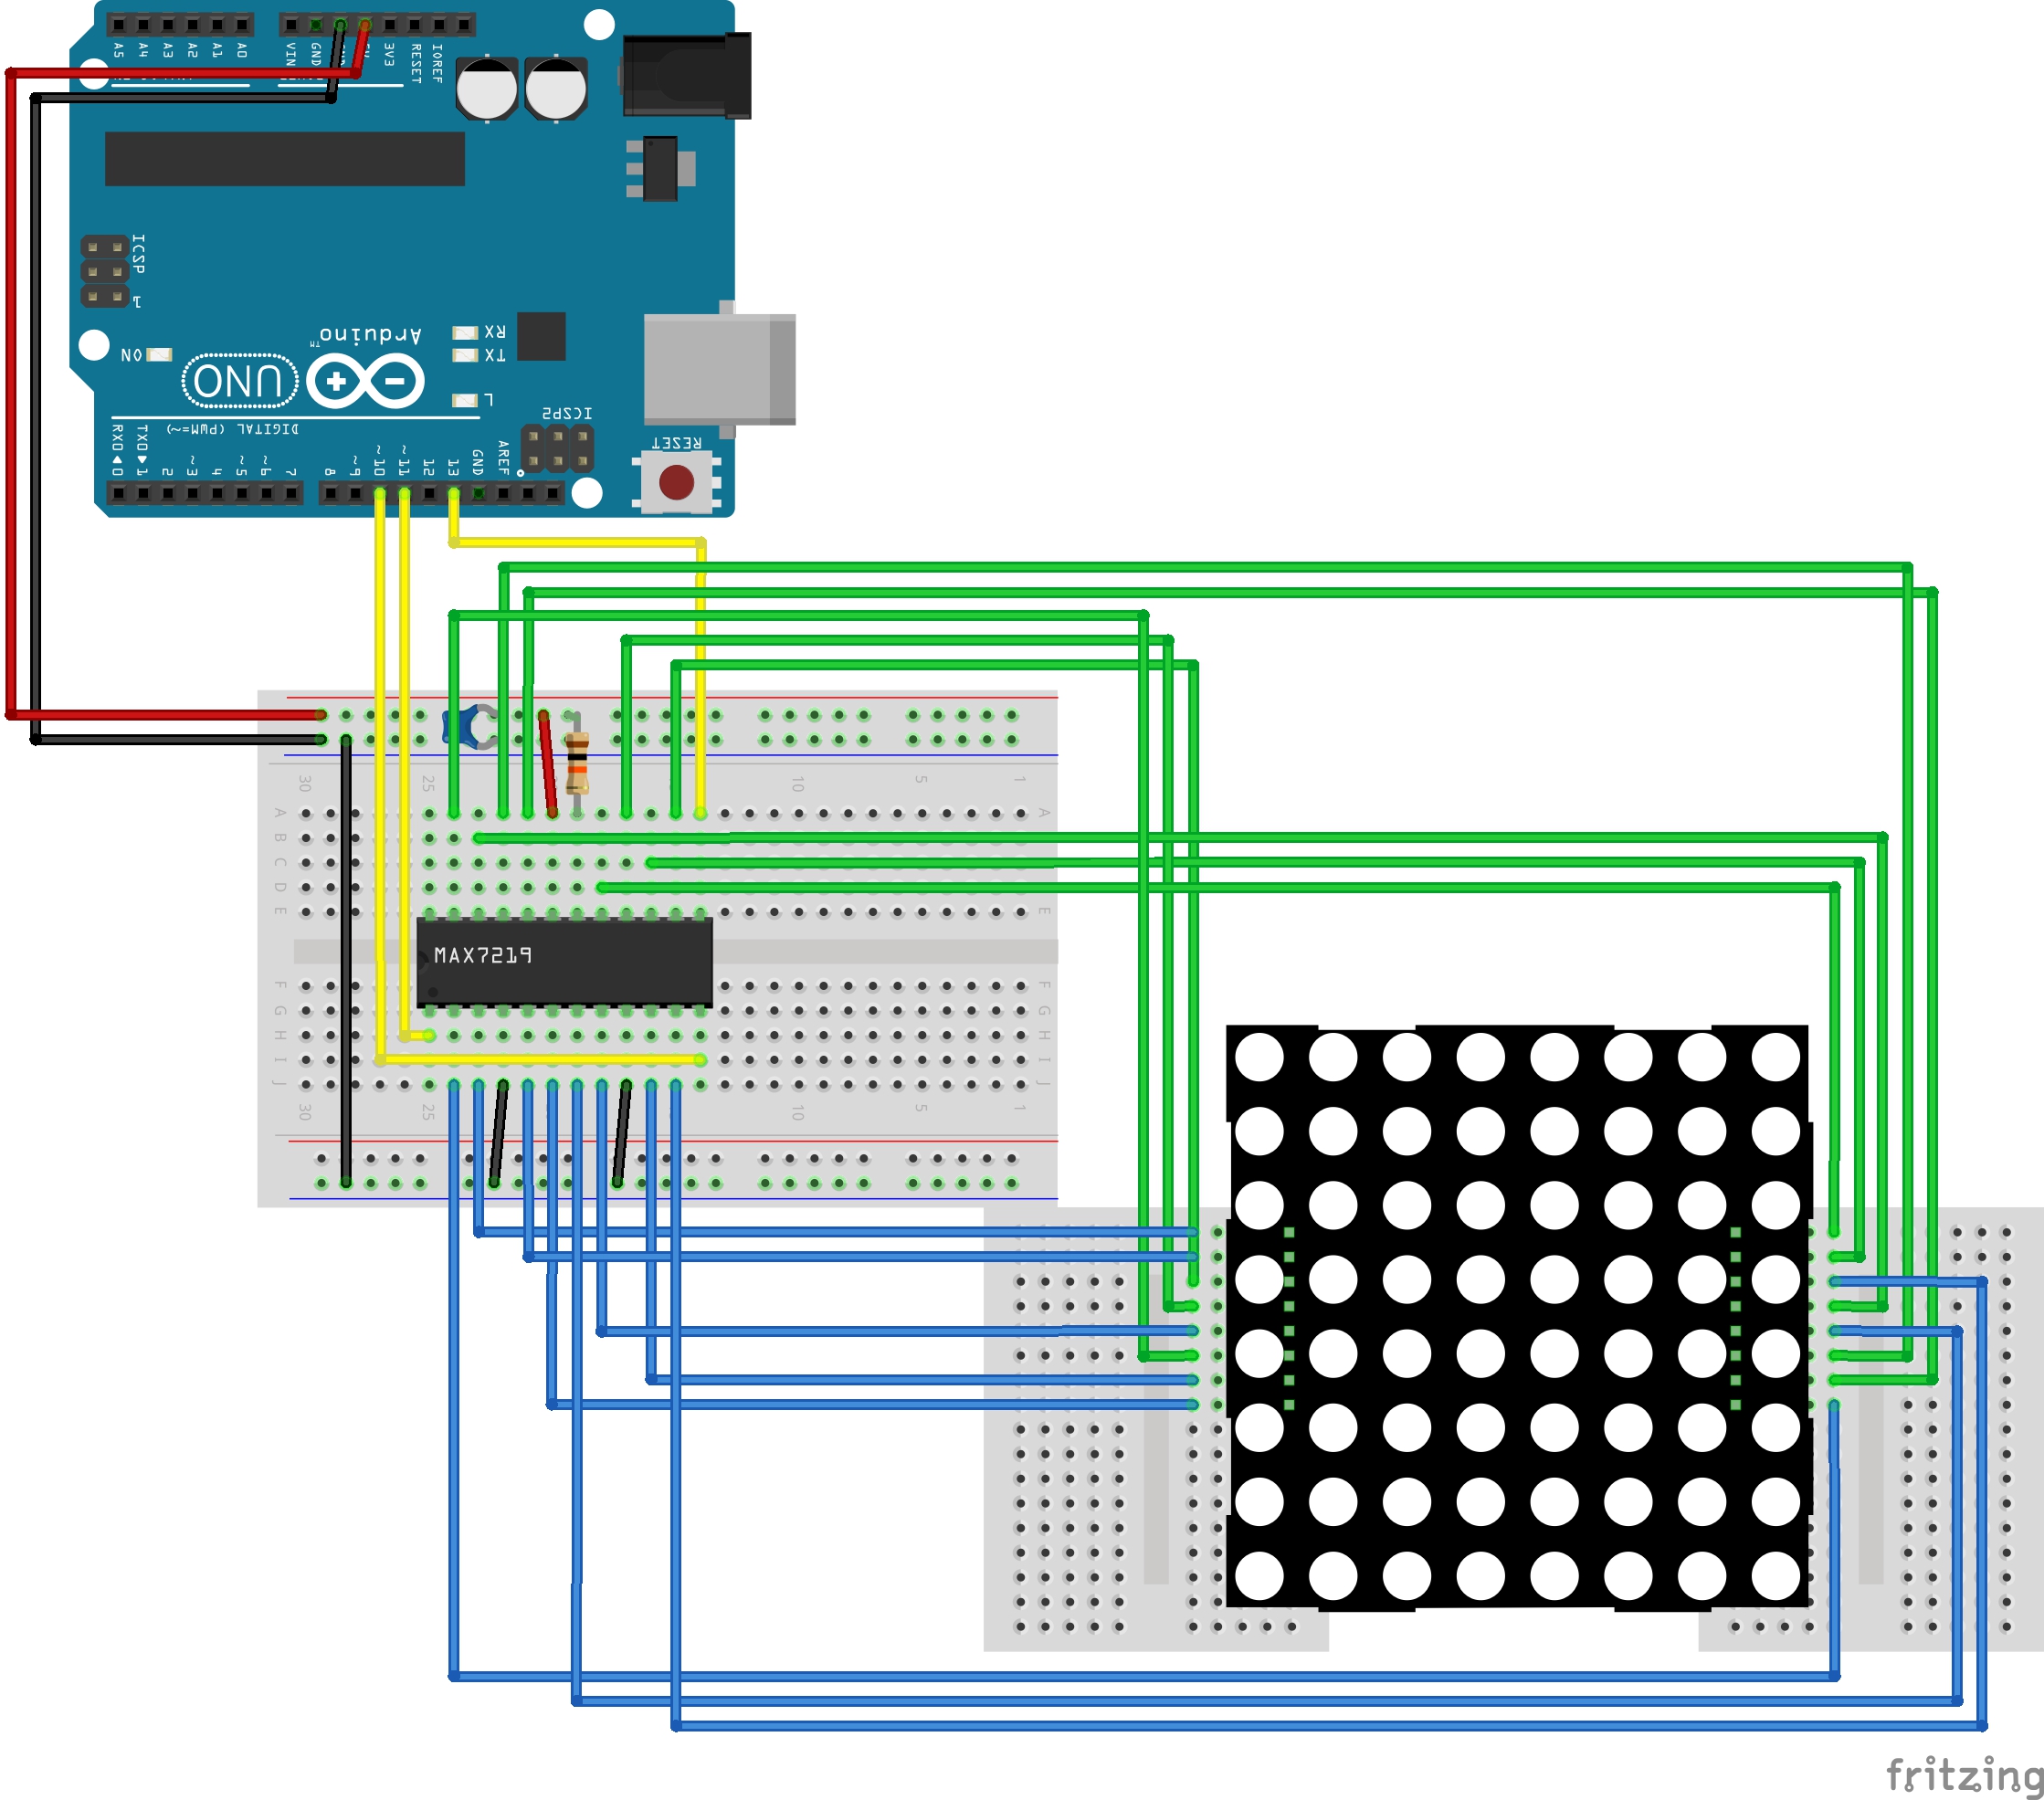 A5 A4 A3 A2 A1 A0 VIN GND 3V3 RESET IOREF
ICSP
1
Arduino
TM
RX
TX
ON
UNO
L
ICSP2
RESET
DIGITAL (PWM=~)
RX0◀0 TX0▶1 2 ~3 4 ~5 ~6 7 8 ~9 ~10 ~11 12 13 GND AREF
30 25 10 5 1
A A
B
C C
D D
E E
MAX7219
F F
G G
H H
I I
J J
30 25 10 5 1
fritzing